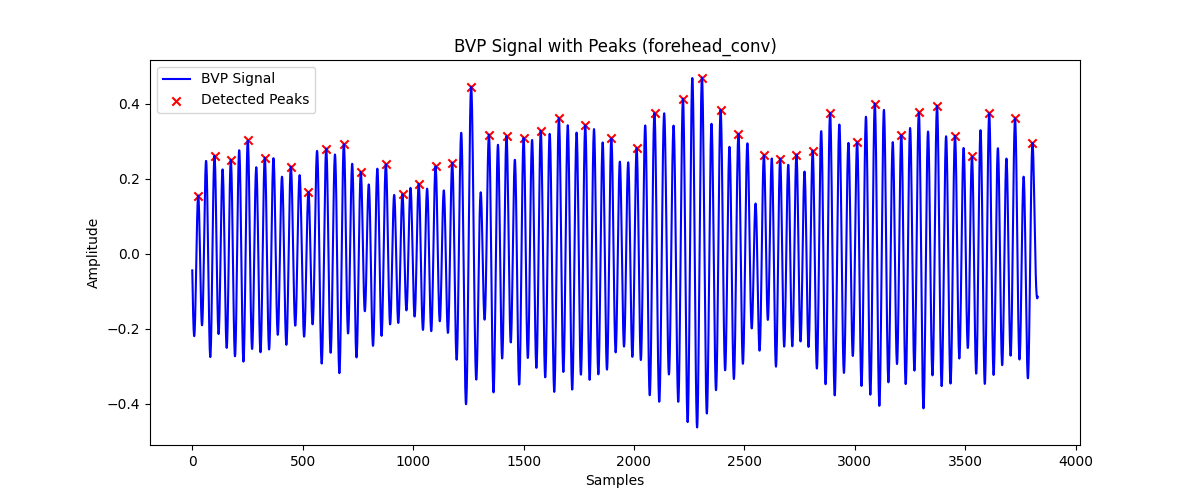 BVP Signal with Peaks (forehead_conv)
BVP Signal
Detected Peaks
Amplitude
0.4
0.2
0.0
−0.2
−0.4
0 500 1000 1500 2000 2500 3000 3500 4000
Samples